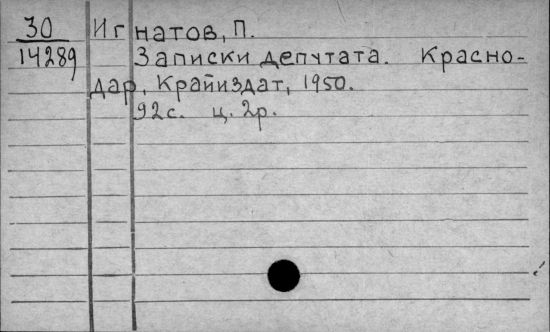 30 Игнатов, П.
14289 Записки депутата. Красно-
дар, Крайиздат, 1950.
92с. ц. 2р.